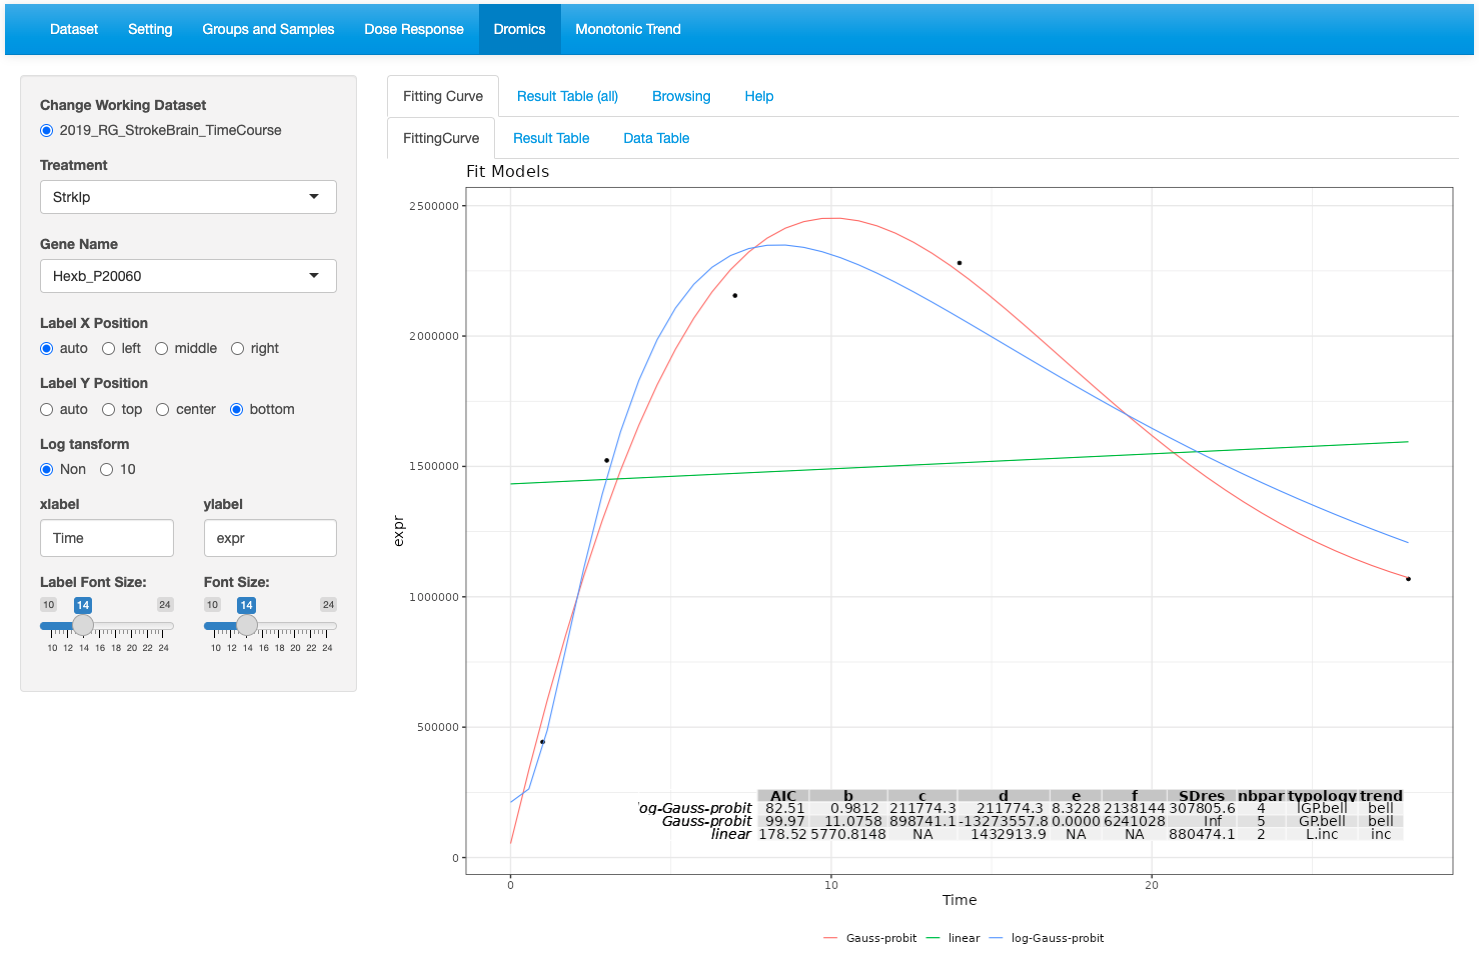 Dataset Setting Groups and Samples Dose Response Dromics Monotonic Trend
Change Working Dataset
2019_RG_StrokeBrain_TimeCourse
Treatment
StrkIp
Gene Name
Hexb_P20060
Label X Position
auto left middle right
Label Y Position
auto top center bottom
Log tansform
Non 10
xlabel ylabel
Time expr
Label Font Size: Font Size:
10 14 24 10 14 24
10 12 14 16 18 20 22 24 10 12 14 16 18 20 22 24
Fitting Curve Result Table (all) Browsing Help
FittingCurve Result Table Data Table
Fit Models
2500000
2000000
1500000
1000000
500000
0
expr
AIC b c d e f SDres nbpar typology trend
log-Gauss-probit 82.51 0.9812 211774.3 211774.3 8.3228 2138144 307805.6 4 lGP.bell bell
Gauss-probit 99.97 11.0758 898741.1 -13273557.8 0.0000 6241028 Inf 5 GP.bell bell
linear 178.52 5770.8148 NA 1432913.9 NA NA 880474.1 2 L.inc inc
0 10 20
Time
Gauss-probit linear log-Gauss-probit